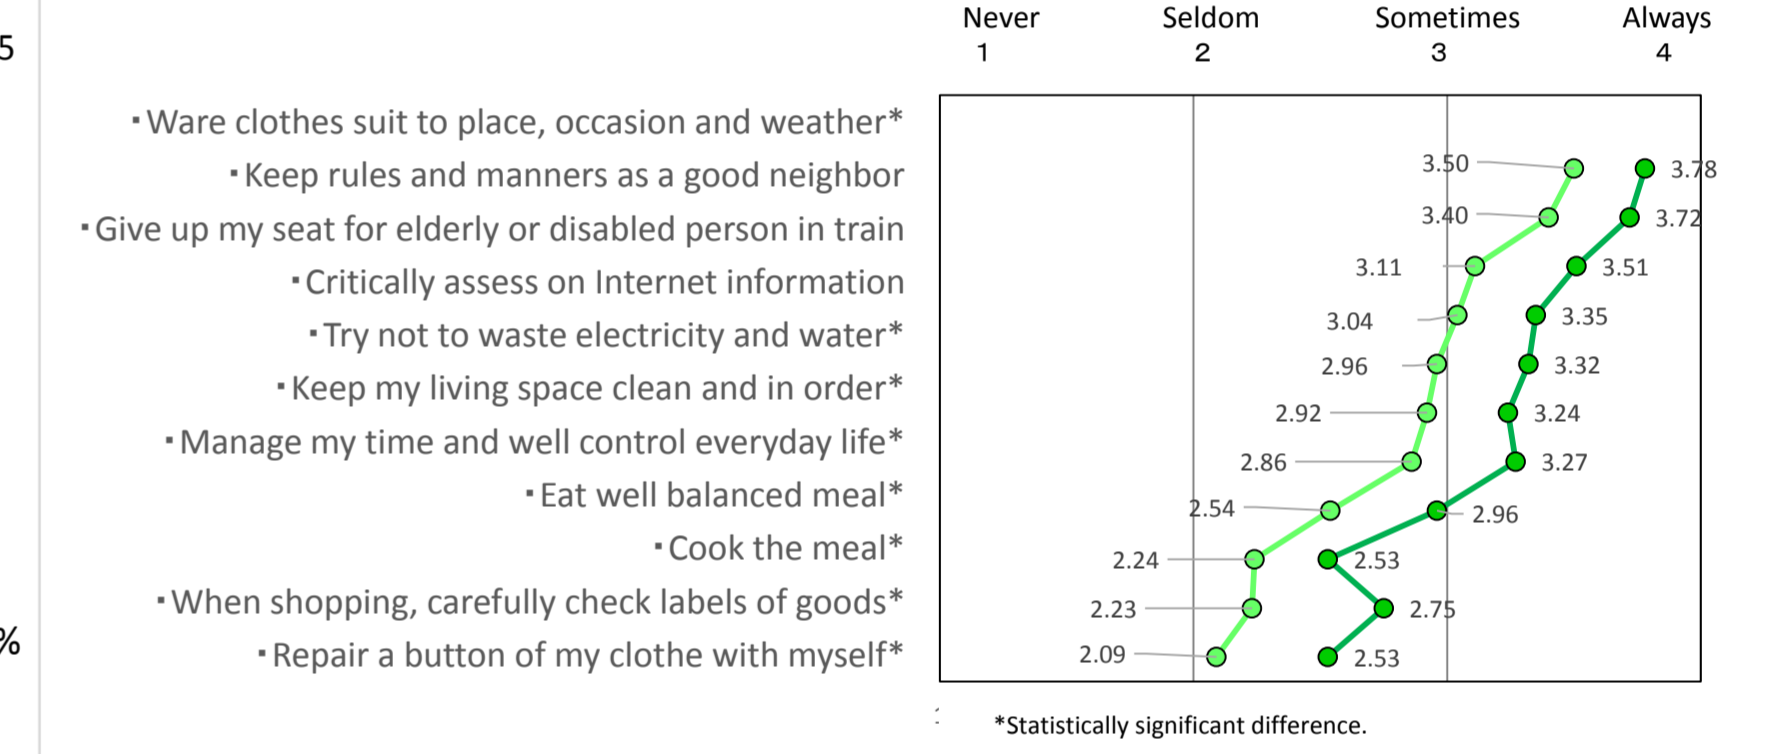 Never Seldom Sometimes Always
5 1 2 3 4
▪Ware clothes suit to place, occasion and weather*
▪Keep rules and manners as a good neighbor 3.50 3.78
▪Give up my seat for elderly or disabled person in train 3.40 3.72
▪Critically assess on Internet information 3.11 3.51
▪Try not to waste electricity and water* 3.04 3.35
▪Keep my living space clean and in order* 2.96 3.32
▪Manage my time and well control everyday life* 2.92 3.24
2.86 3.27
▪Eat well balanced meal* 2.54 2.96
▪Cook the meal* 2.24 2.53
▪When shopping, carefully check labels of goods* 2.23 2.75
% ▪Repair a button of my clothe with myself* 2.09 2.53
*Statistically significant difference.